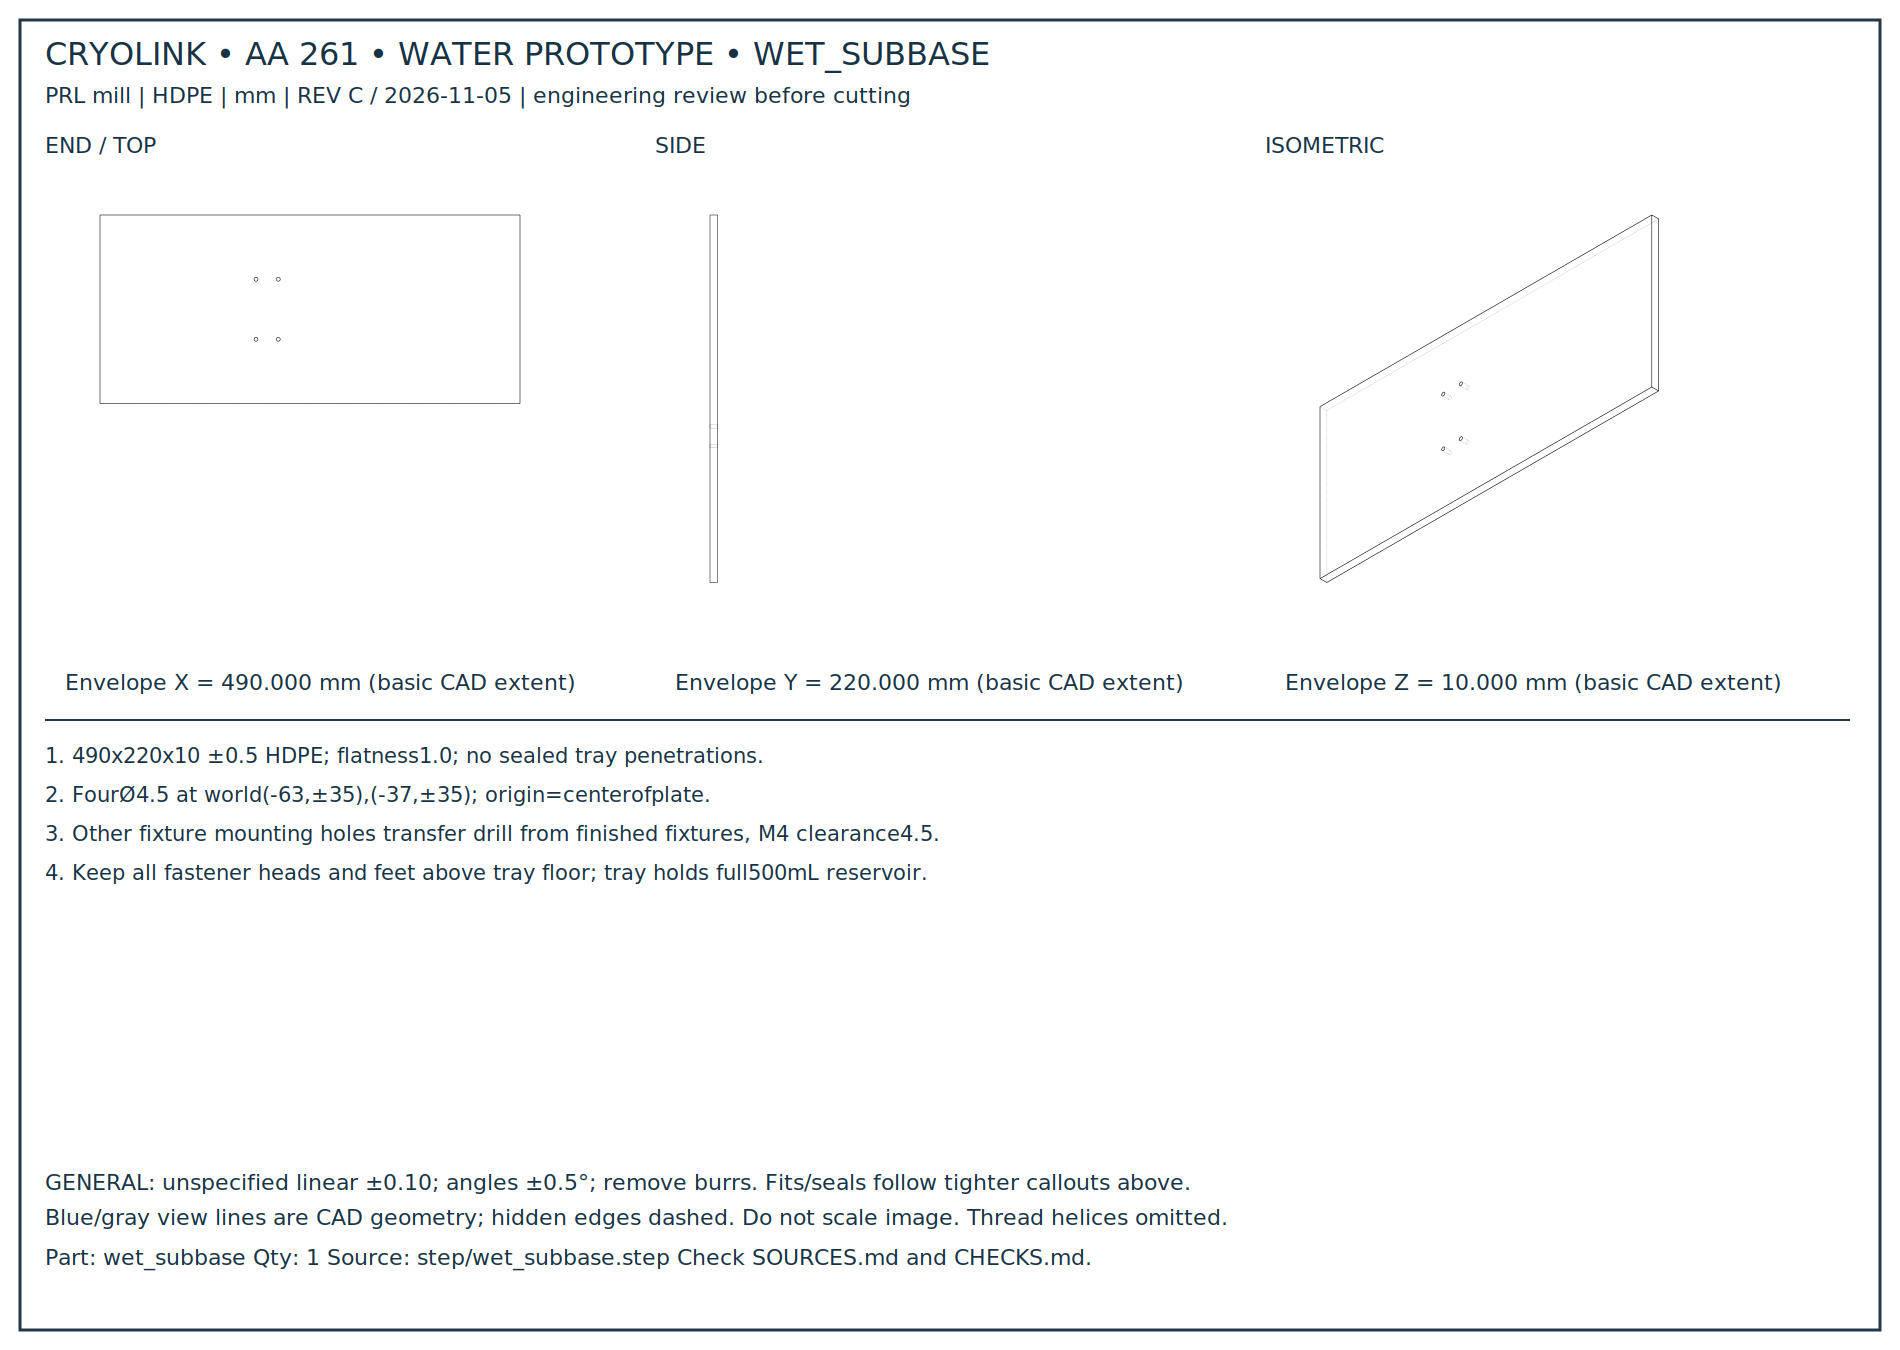 CRYOLINK • AA 261 • WATER PROTOTYPE • WET_SUBBASE
PRL mill | HDPE | mm | REV C / 2026-11-05 | engineering review before cutting
END / TOP
SIDE
ISOMETRIC
Envelope X = 490.000 mm (basic CAD extent)
Envelope Y = 220.000 mm (basic CAD extent)
Envelope Z = 10.000 mm (basic CAD extent)
1. 490x220x10 ±0.5 HDPE; flatness1.0; no sealed tray penetrations.
2. FourØ4.5 at world(-63,±35),(-37,±35); origin=centerofplate.
3. Other fixture mounting holes transfer drill from finished fixtures, M4 clearance4.5.
4. Keep all fastener heads and feet above tray floor; tray holds full500mL reservoir.
GENERAL: unspecified linear ±0.10; angles ±0.5°; remove burrs. Fits/seals follow tighter callouts above.
Blue/gray view lines are CAD geometry; hidden edges dashed. Do not scale image. Thread helices omitted.
Part: wet_subbase Qty: 1 Source: step/wet_subbase.step Check SOURCES.md and CHECKS.md.